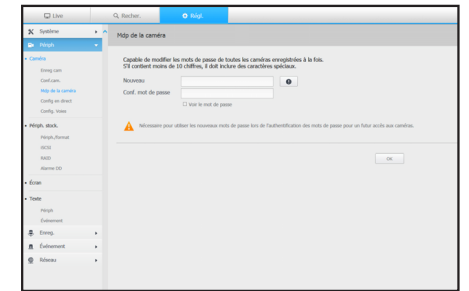 Live
Recher.
Régl.
Système
Périph.
Caméra
Enreg cam
Conf.cam.
Mdp de la caméra
Config en direct
Config. Vidéo
Périph. stock.
Périph./format
iSCSI
RAID
Alarme DD
Écran
Texte
Périph
Événement
Enreg.
Événement
Réseau
Mdp de la caméra
Capable de modifier les mots de passe de toutes les caméras enregistrées à la fois.
S'il contient moins de 10 chiffres, il doit inclure des caractères spéciaux.
Nouveau
Conf. mot de passe
Voir le mot de passe
Nécessaire pour utiliser les nouveaux mots de passe lors de l'authentification des mots de passe pour un futur accès aux caméras.
OK